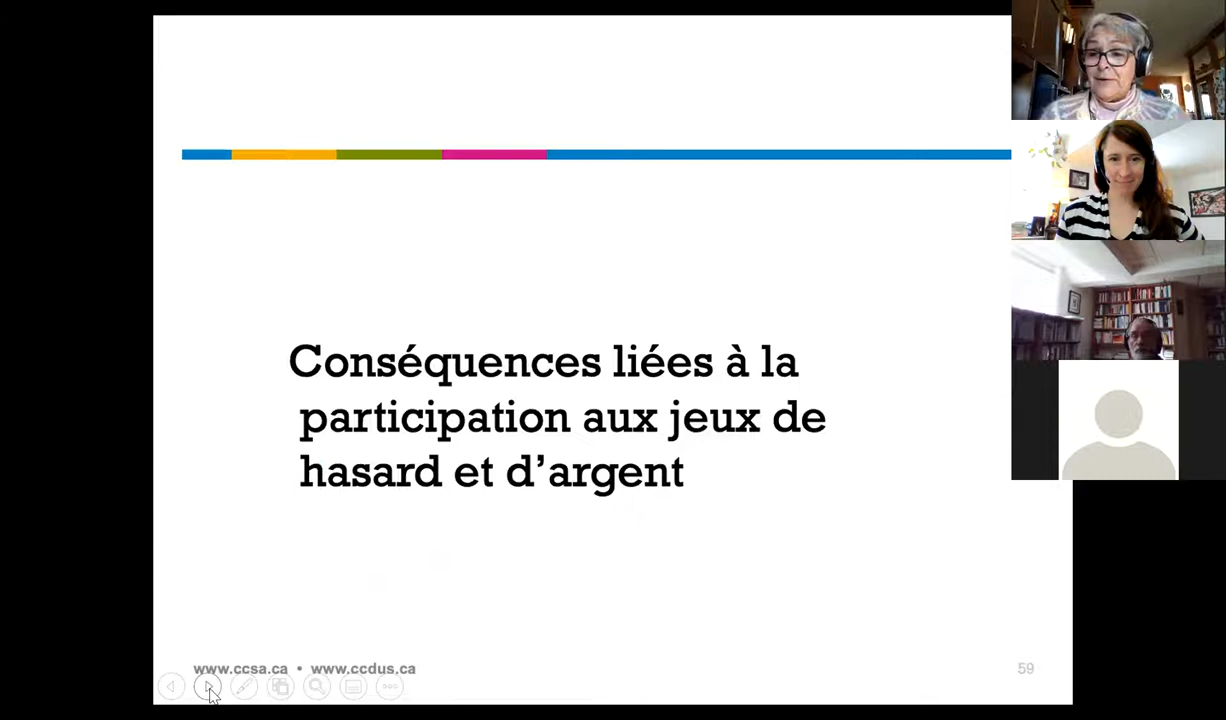 Conséquences liées à la
participation aux jeux de
hasard et d’argent
www.ccsa.ca • www.ccdus.ca
59